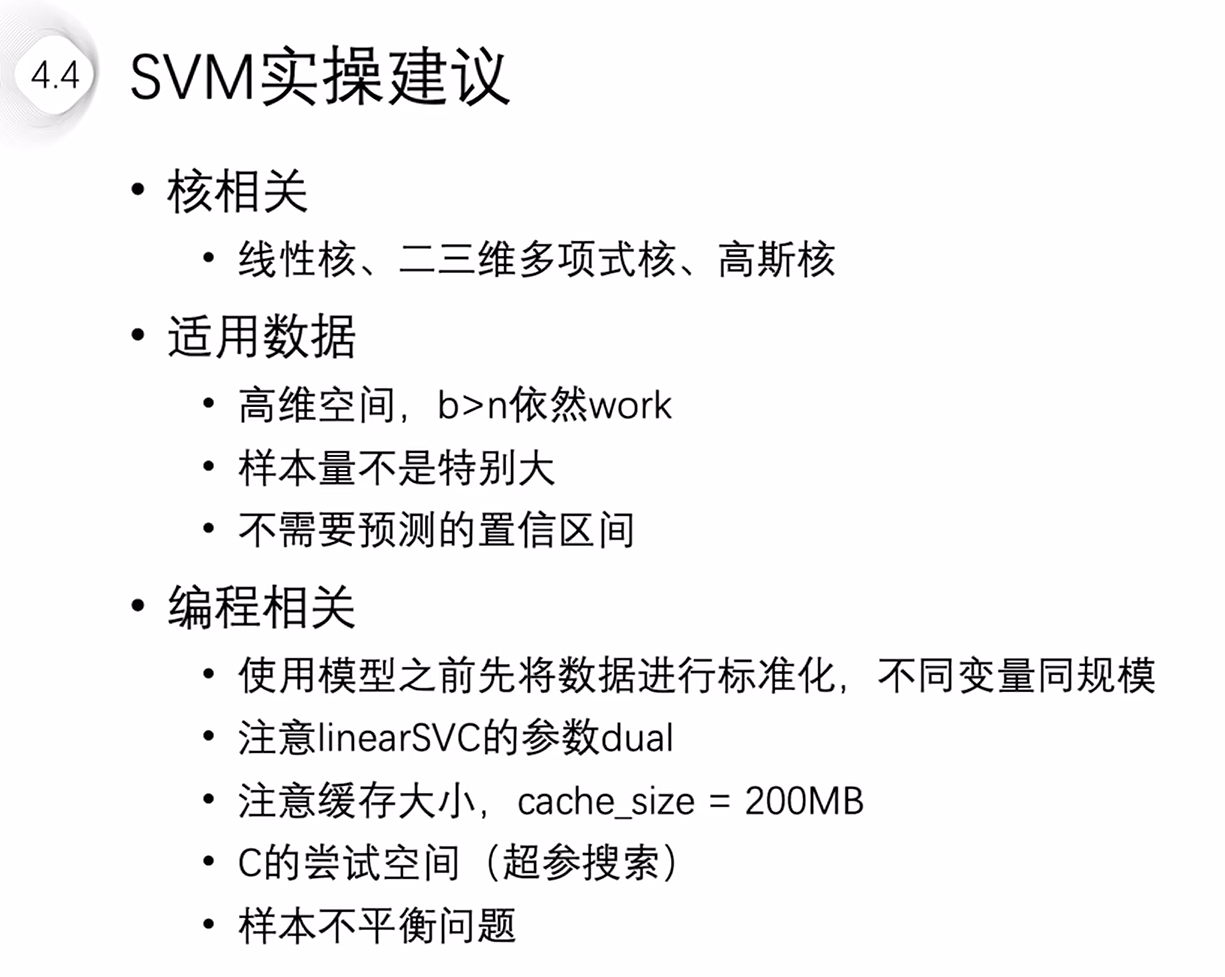 4.4
SVM实操建议
• 核相关
• 线性核、二三维多项式核、高斯核
• 适用数据
• 高维空间，b>n依然work
• 样本量不是特别大
• 不需要预测的置信区间
• 编程相关
• 使用模型之前先将数据进行标准化，不同变量同规模
• 注意linearSVC的参数dual
• 注意缓存大小，cache_size = 200MB
• C的尝试空间（超参搜索）
• 样本不平衡问题